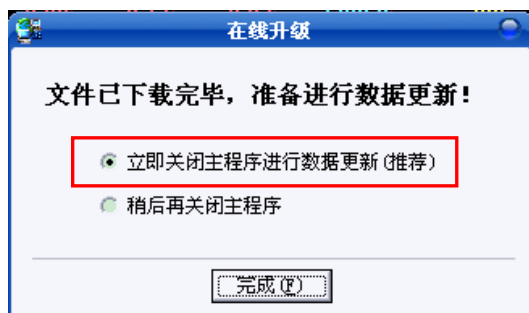 在线升级
文件已下载完毕，准备进行数据更新！
立即关闭主程序进行数据更新(推荐)
稍后再关闭主程序
完成(F)